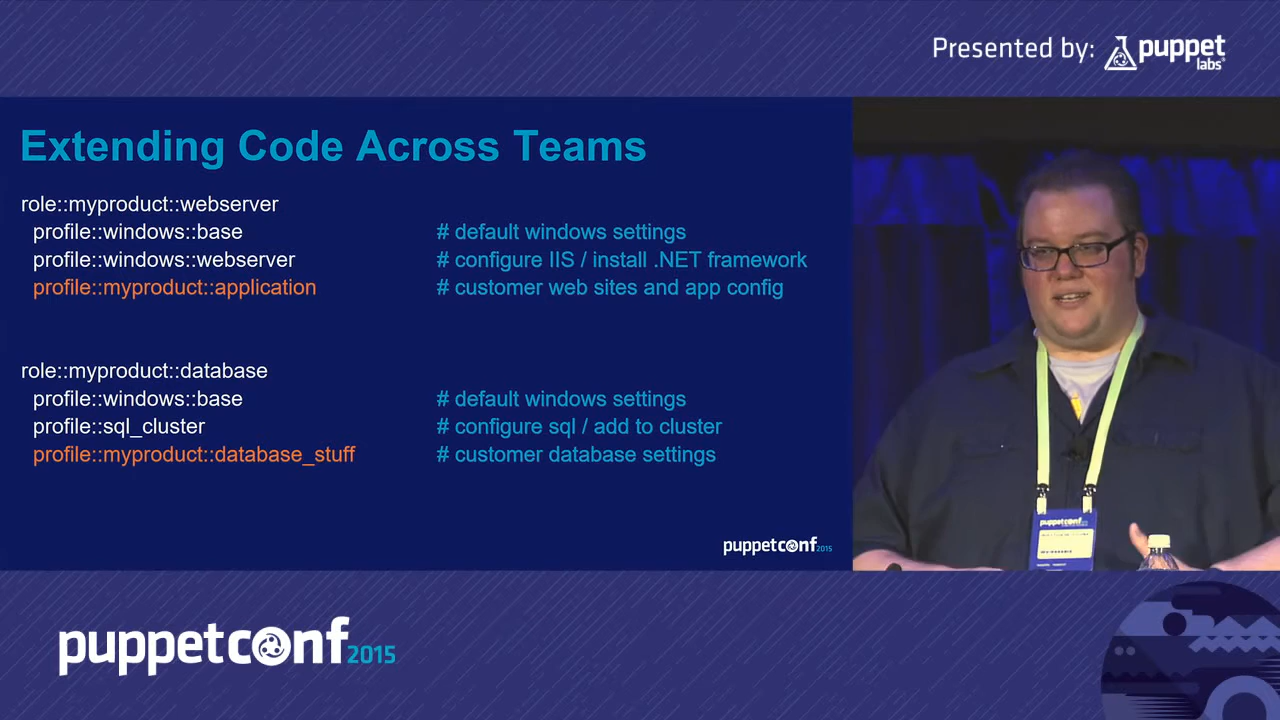 Presented by: puppet labs
Extending Code Across Teams
role::myproduct::webserver
profile::windows::base # default windows settings
profile::windows::webserver # configure IIS / install .NET framework
profile::myproduct::application # customer web sites and app config
role::myproduct::database
profile::windows::base # default windows settings
profile::sql_cluster # configure sql / add to cluster
profile::myproduct::database_stuff # customer database settings
puppetconf 2015
puppetconf
puppetconf 2015